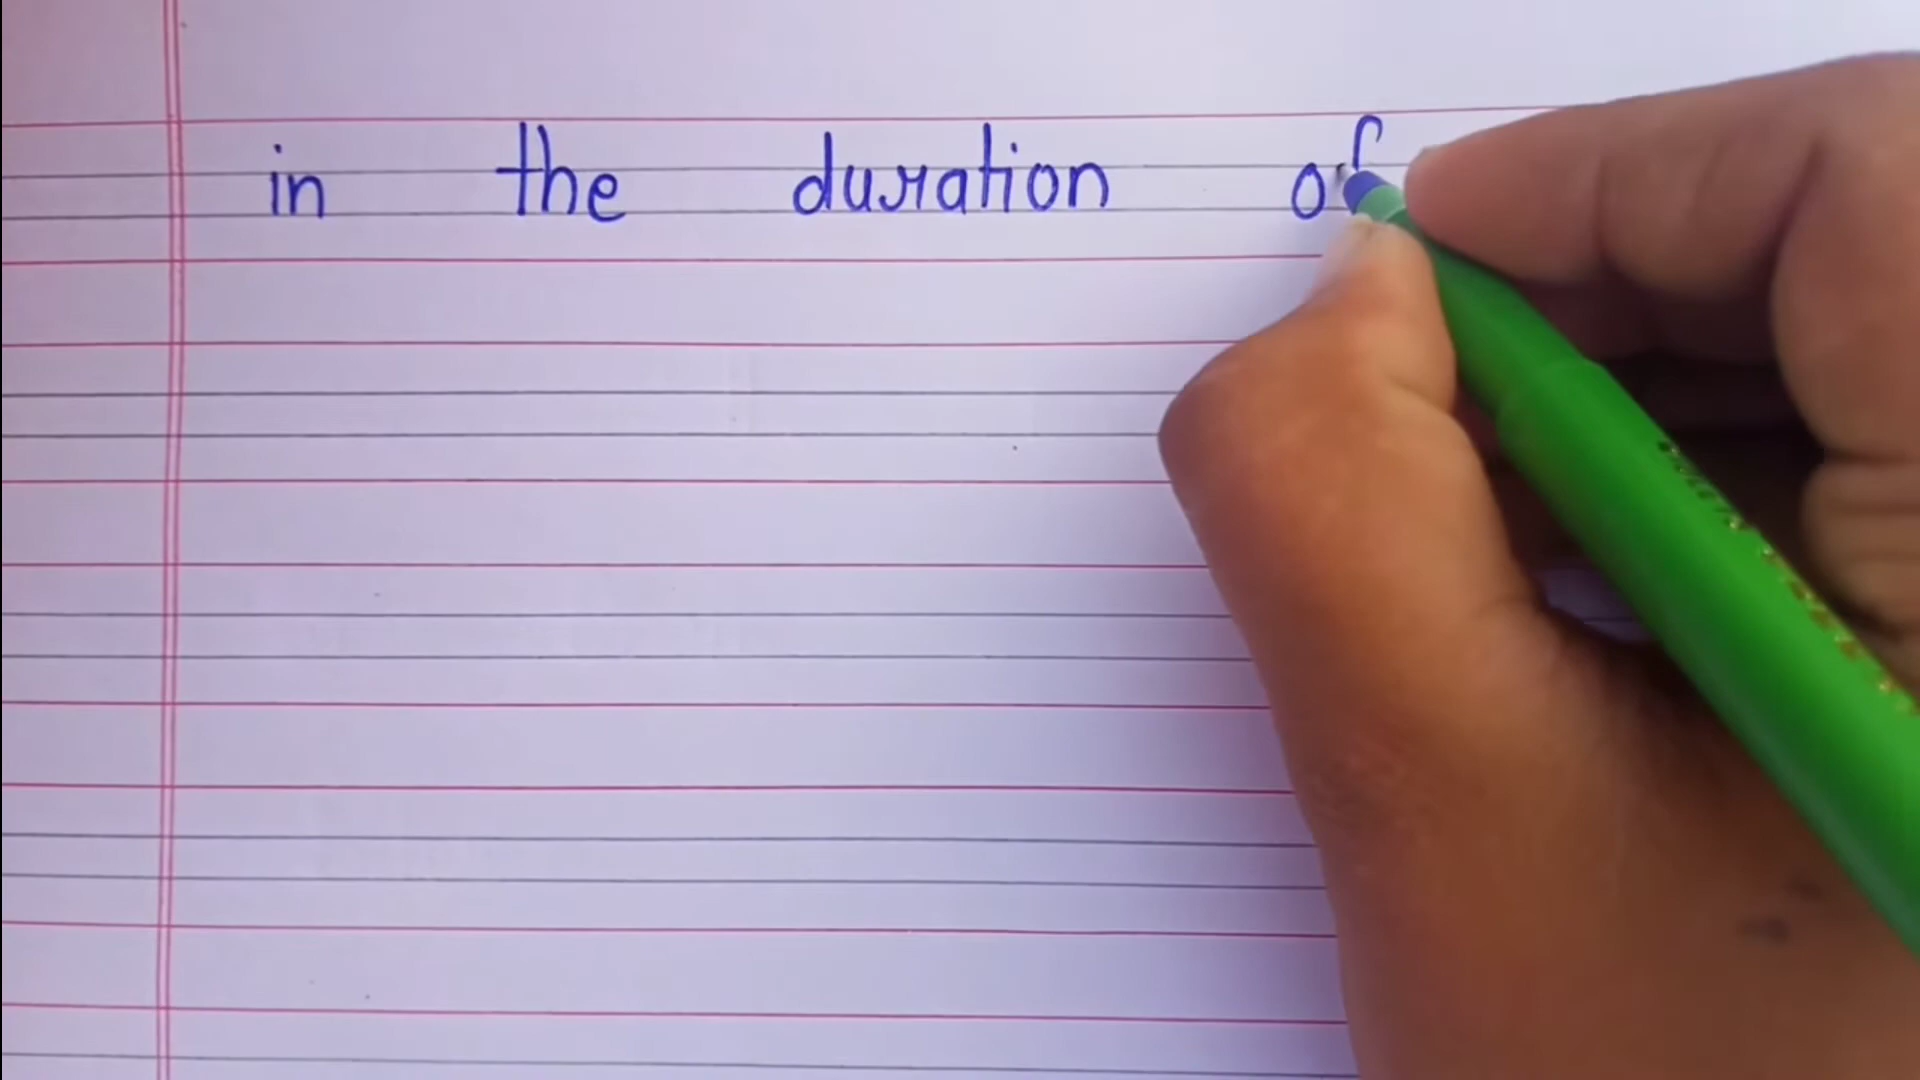 in the duration of